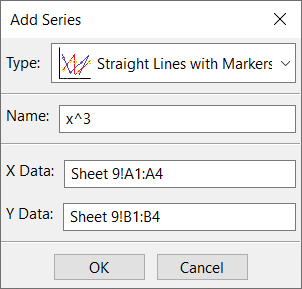 Add Series
Type: Straight Lines with Markers
Name: x^3
X Data: Sheet 9!A1:A4
Y Data: Sheet 9!B1:B4
OK Cancel